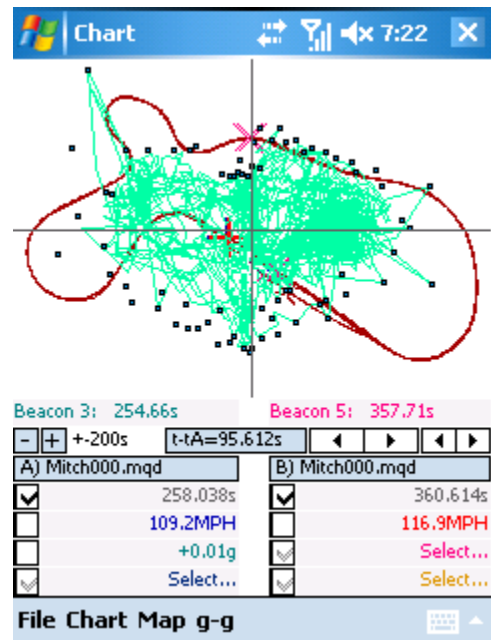 Chart 7:22
Beacon 3: 254.66s Beacon 5: 357.71s
- + +-200s t-tA=95.612s
A) Mitch000.mqd B) Mitch000.mqd
258.038s 360.614s
109.2MPH 116.9MPH
+0.01g Select...
Select... Select...
File Chart Map g-g